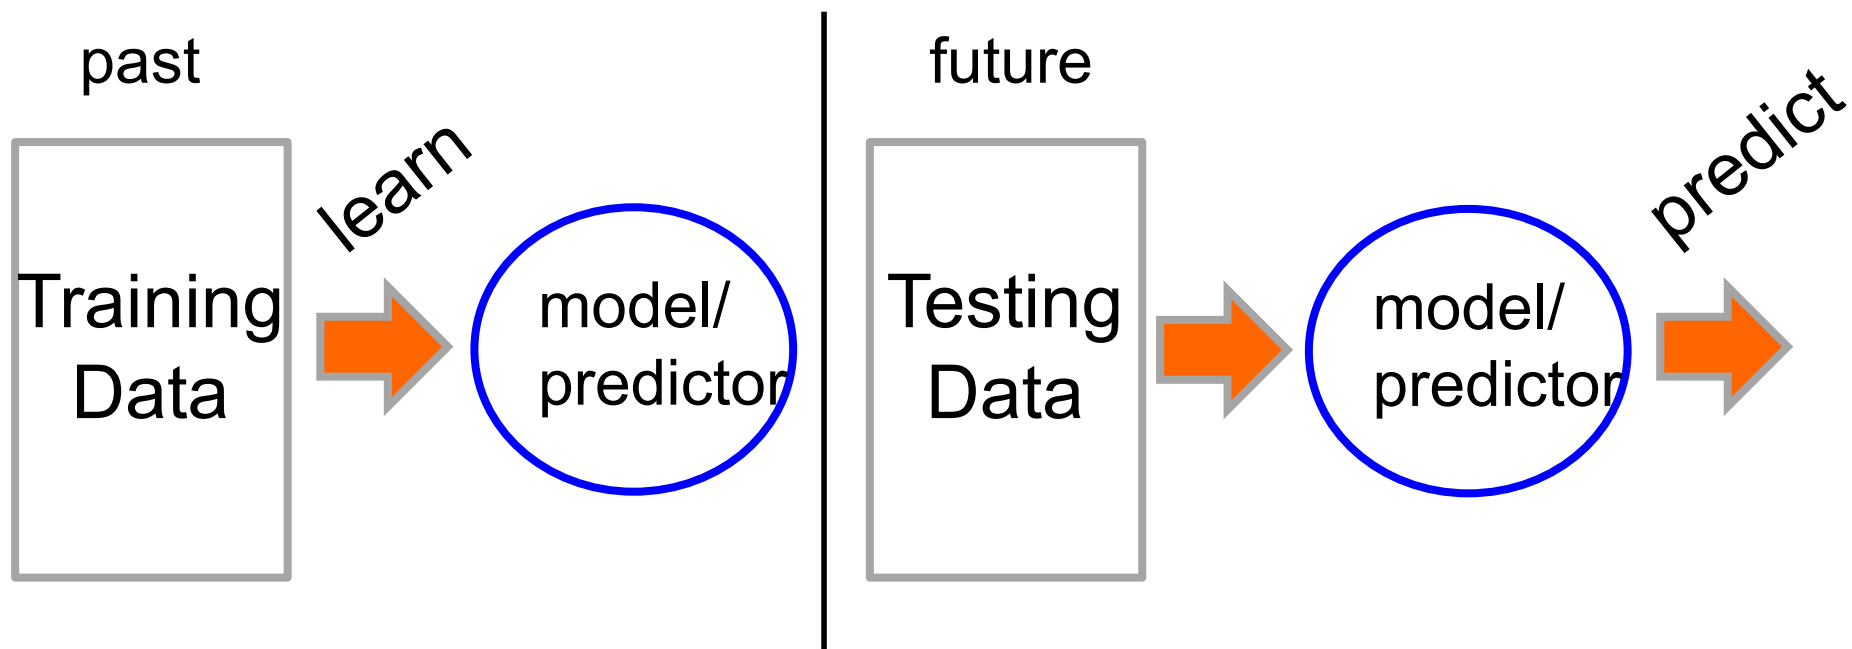 past
learn
Training
Data
model/
predictor
future
predict
Testing
Data
model/
predictor